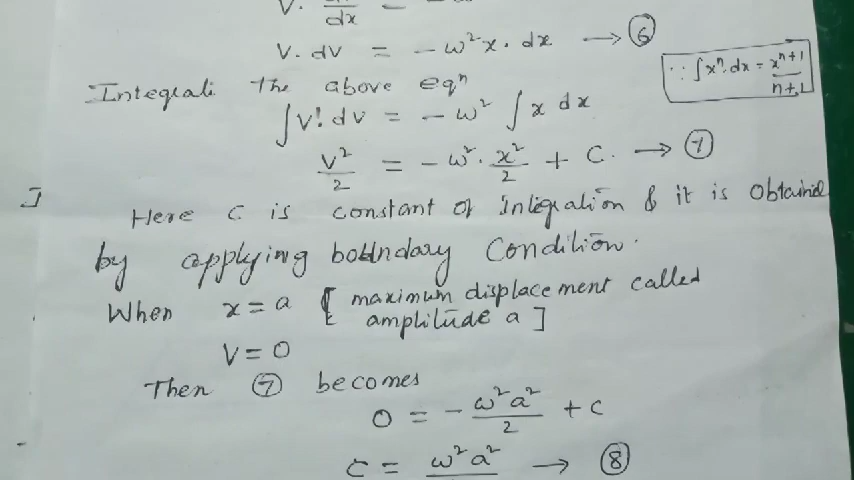 V. dv/dx = - ω
V. dv = - ω²x. dx → ⑥
∵ ∫xⁿ. dx = xⁿ⁺¹/n+1
Integrati the above eqⁿ
∫V! dv = - ω² ∫ x dx
V²/2 = - ω². x²/2 + C. → ⑦
Here C is constant of Integration & it is obtained
by applying boundary Condition.
When x = a [maximum displacement called
amplitude a]
V = 0
Then ⑦ becomes
0 = - ω²a²/2 + C
C = ω²a² → ⑧